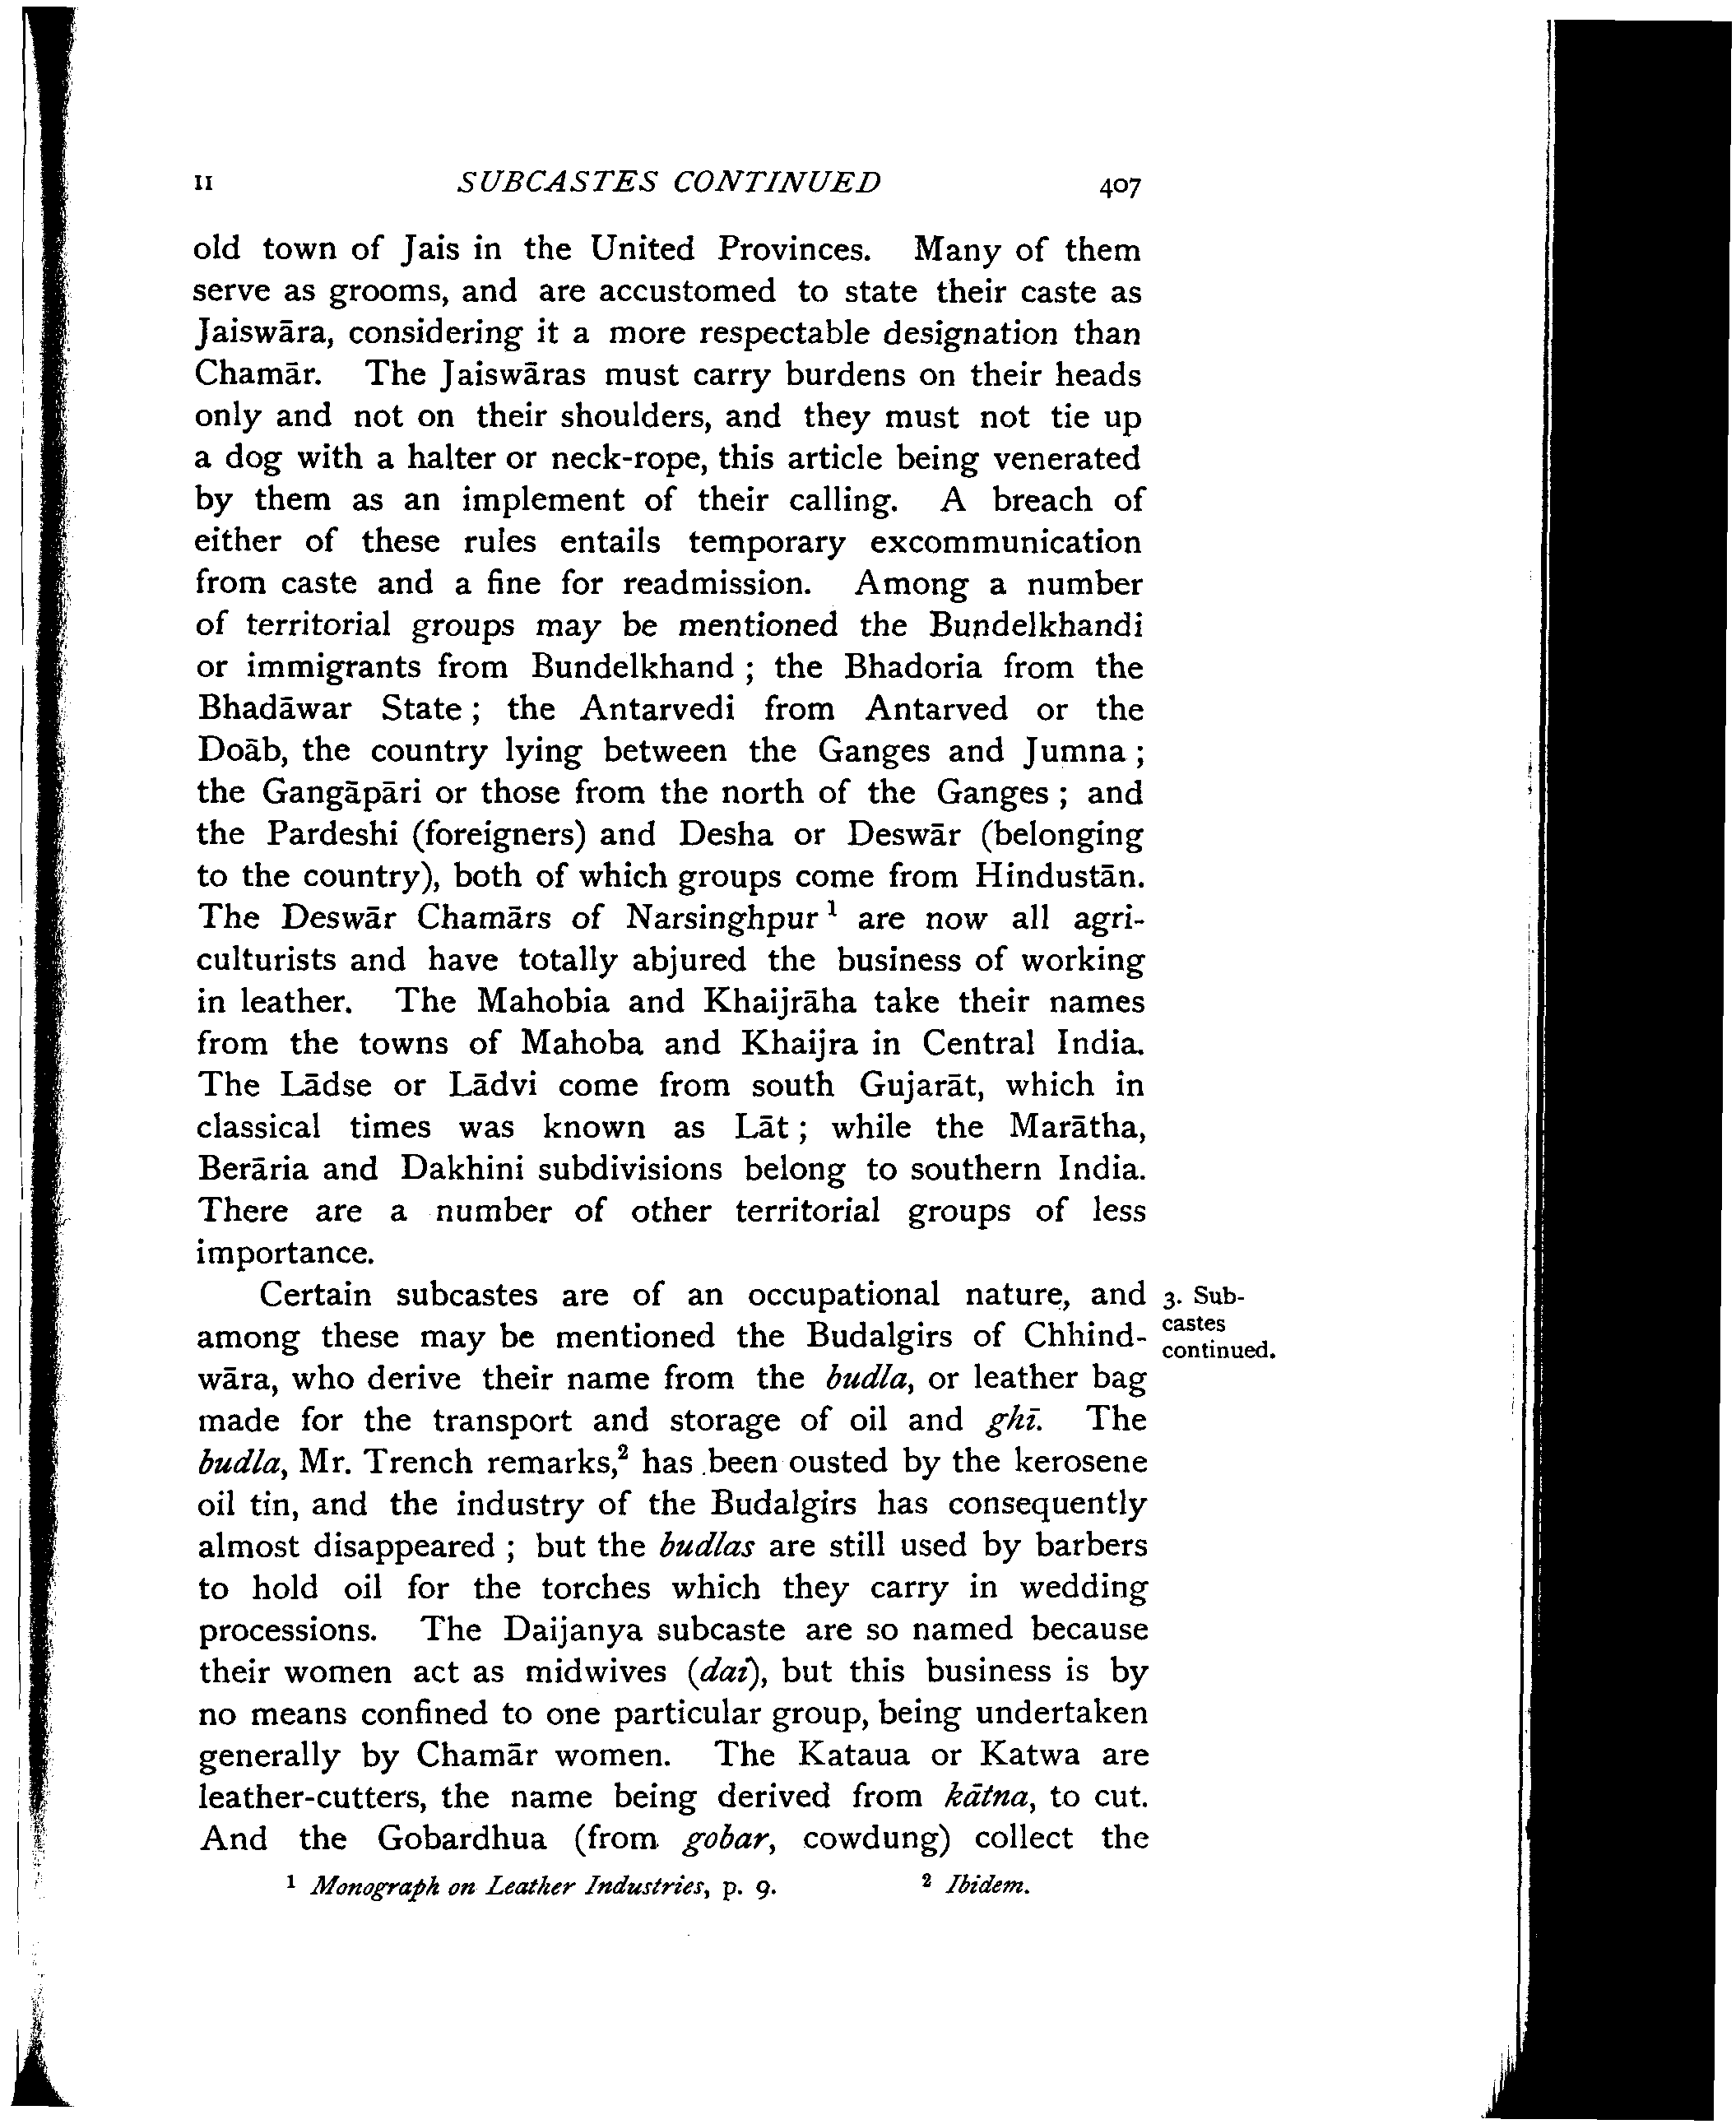 II SUBCASTES CONTINUED 407
old town of Jais in the United Provinces. Many of them
serve as grooms, and are accustomed to state their caste as
Jaiswāra, considering it a more respectable designation than
Chamār. The Jaiswāras must carry burdens on their heads
only and not on their shoulders, and they must not tie up
a dog with a halter or neck-rope, this article being venerated
by them as an implement of their calling. A breach of
either of these rules entails temporary excommunication
from caste and a fine for readmission. Among a number
of territorial groups may be mentioned the Bundelkhandi
or immigrants from Bundelkhand ; the Bhadoria from the
Bhadāwar State ; the Antarvedi from Antarved or the
Doāb, the country lying between the Ganges and Jumna ;
the Gangāpāri or those from the north of the Ganges ; and
the Pardeshi (foreigners) and Desha or Deswār (belonging
to the country), both of which groups come from Hindustān.
The Deswār Chamārs of Narsinghpur ¹ are now all agri-
culturists and have totally abjured the business of working
in leather. The Mahobia and Khaijrāha take their names
from the towns of Mahoba and Khaijra in Central India.
The Lādse or Lādvi come from south Gujarāt, which in
classical times was known as Lāt ; while the Marātha,
Berāria and Dakhini subdivisions belong to southern India.
There are a number of other territorial groups of less
importance.
Certain subcastes are of an occupational nature, and
among these may be mentioned the Budalgirs of Chhind-
wāra, who derive their name from the budla, or leather bag
made for the transport and storage of oil and ghī. The
budla, Mr. Trench remarks,² has been ousted by the kerosene
oil tin, and the industry of the Budalgirs has consequently
almost disappeared ; but the budlas are still used by barbers
to hold oil for the torches which they carry in wedding
processions. The Daijanya subcaste are so named because
their women act as midwives (dai), but this business is by
no means confined to one particular group, being undertaken
generally by Chamār women. The Kataua or Katwa are
leather-cutters, the name being derived from kātna, to cut.
And the Gobardhua (from gobar, cowdung) collect the
3. Sub-
castes
continued.
¹ Monograph on Leather Industries, p. 9. ² Ibidem.